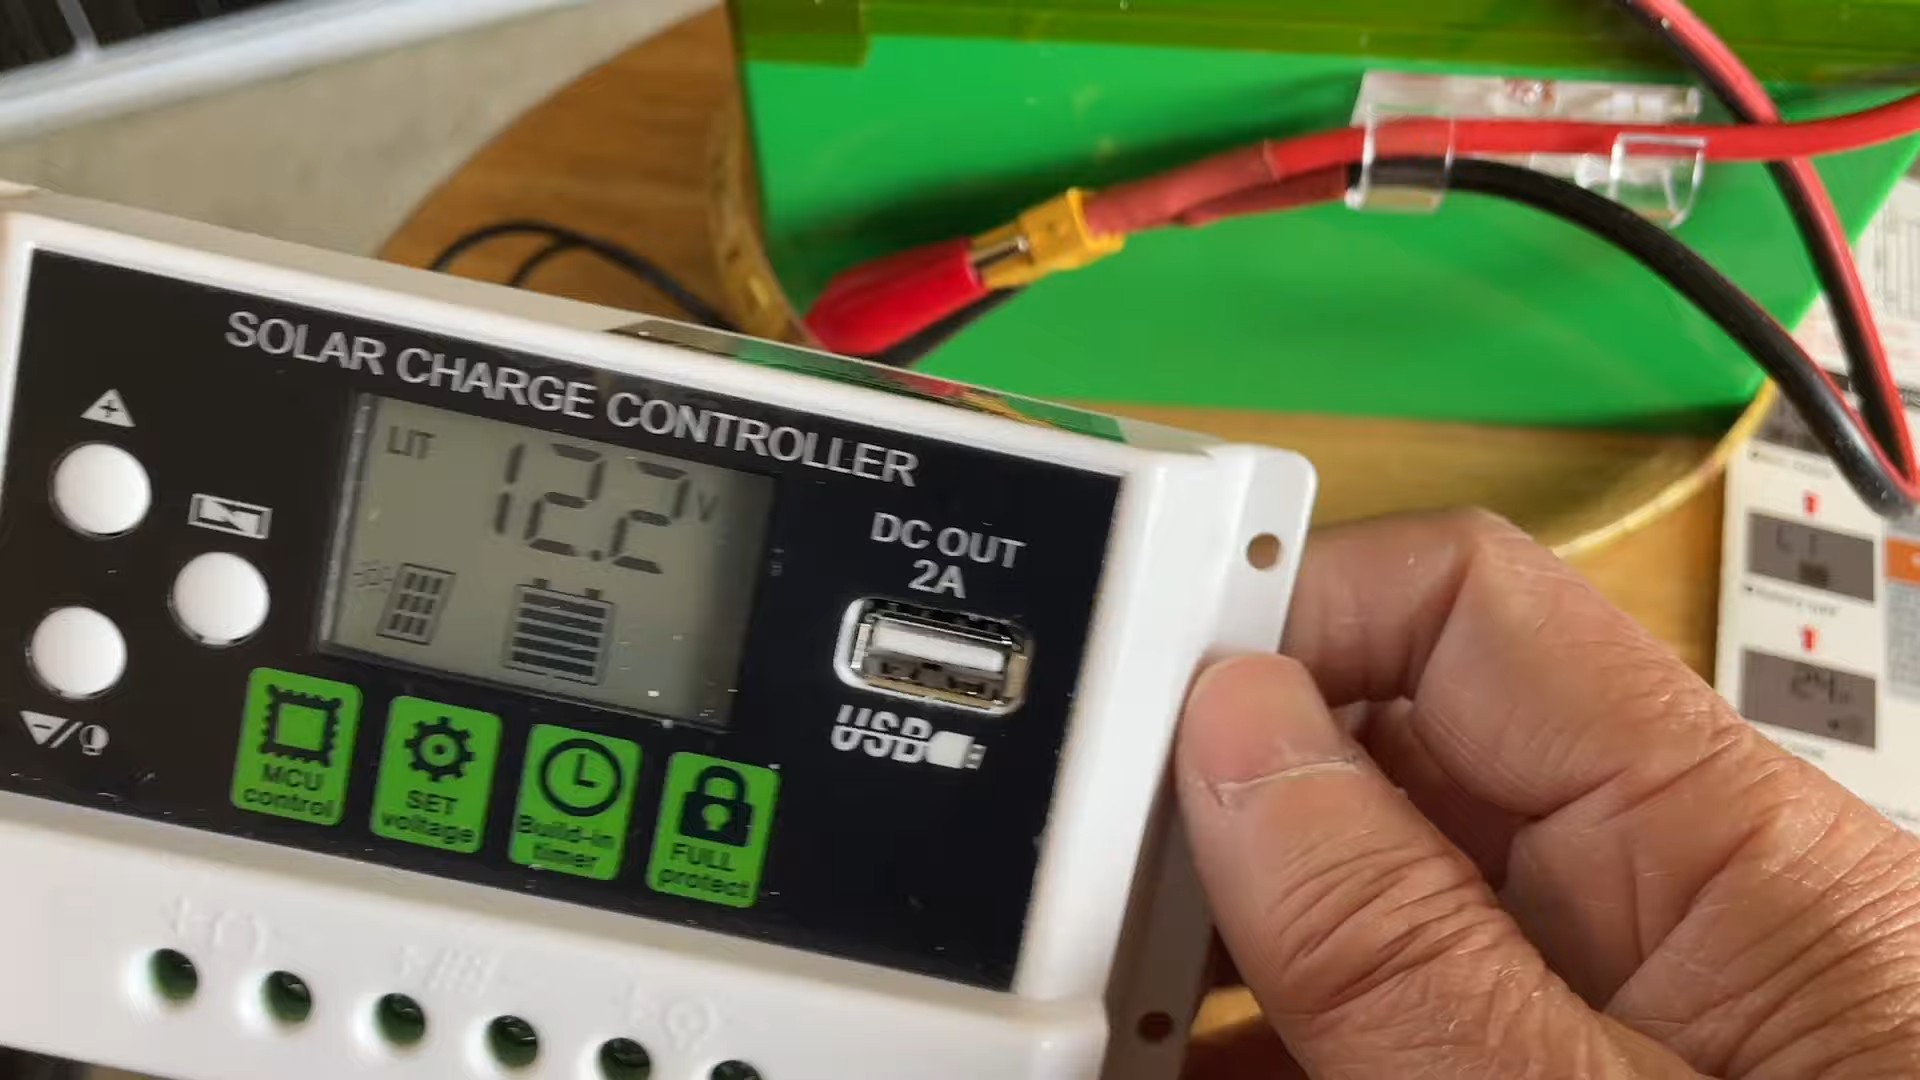 SOLAR CHARGE CONTROLLER
LIT
12.2 V
DC OUT
2A
USB
MCU
control
SET
voltage
Build-in
timer
FULL
protect